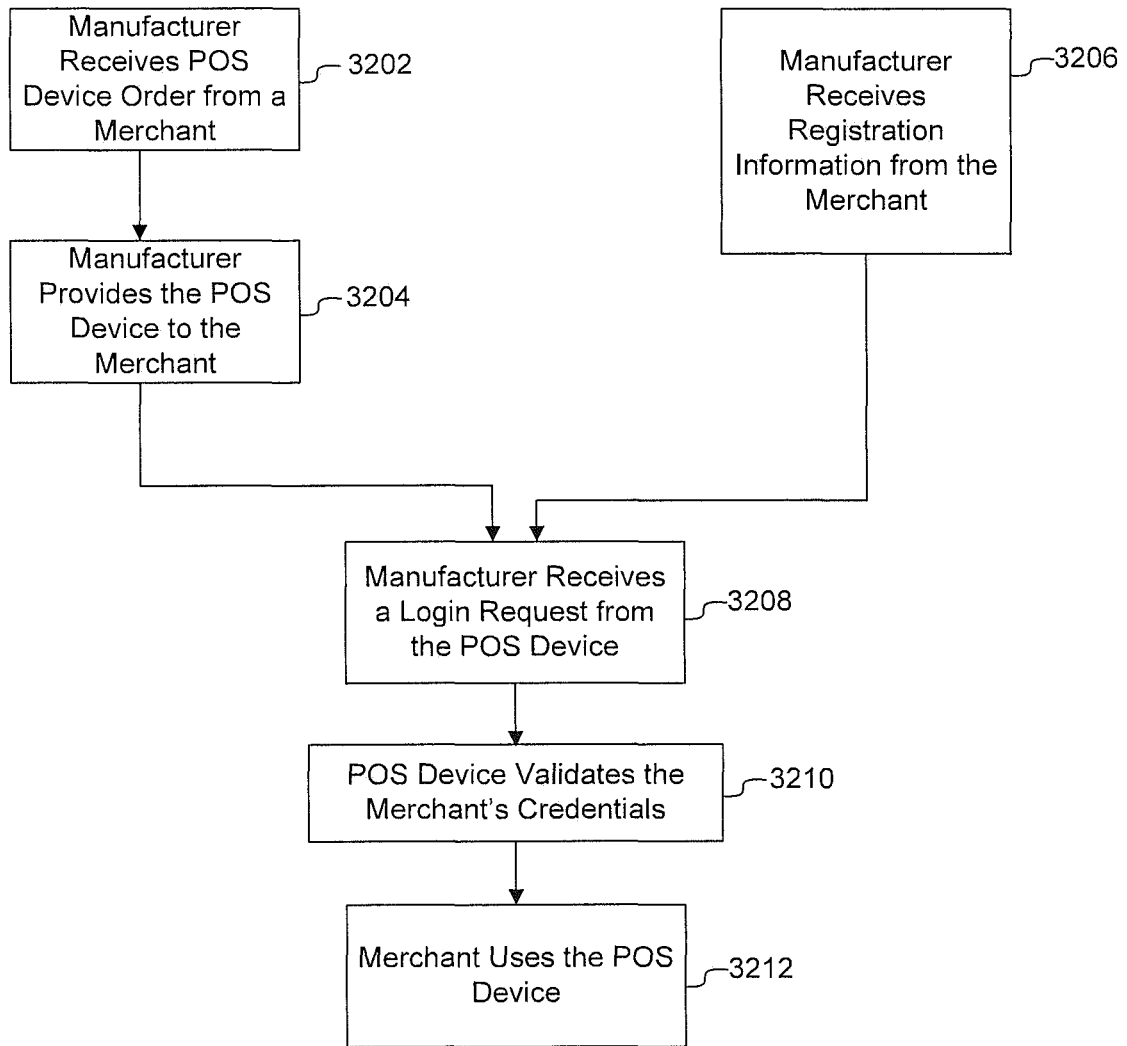 Manufacturer
Receives POS
Device Order from a
Merchant
3202
Manufacturer
Provides the POS
Device to the
Merchant
3204
Manufacturer
Receives
Registration
Information from the
Merchant
3206
Manufacturer Receives
a Login Request from
the POS Device
3208
POS Device Validates the
Merchant's Credentials
3210
Merchant Uses the POS
Device
3212